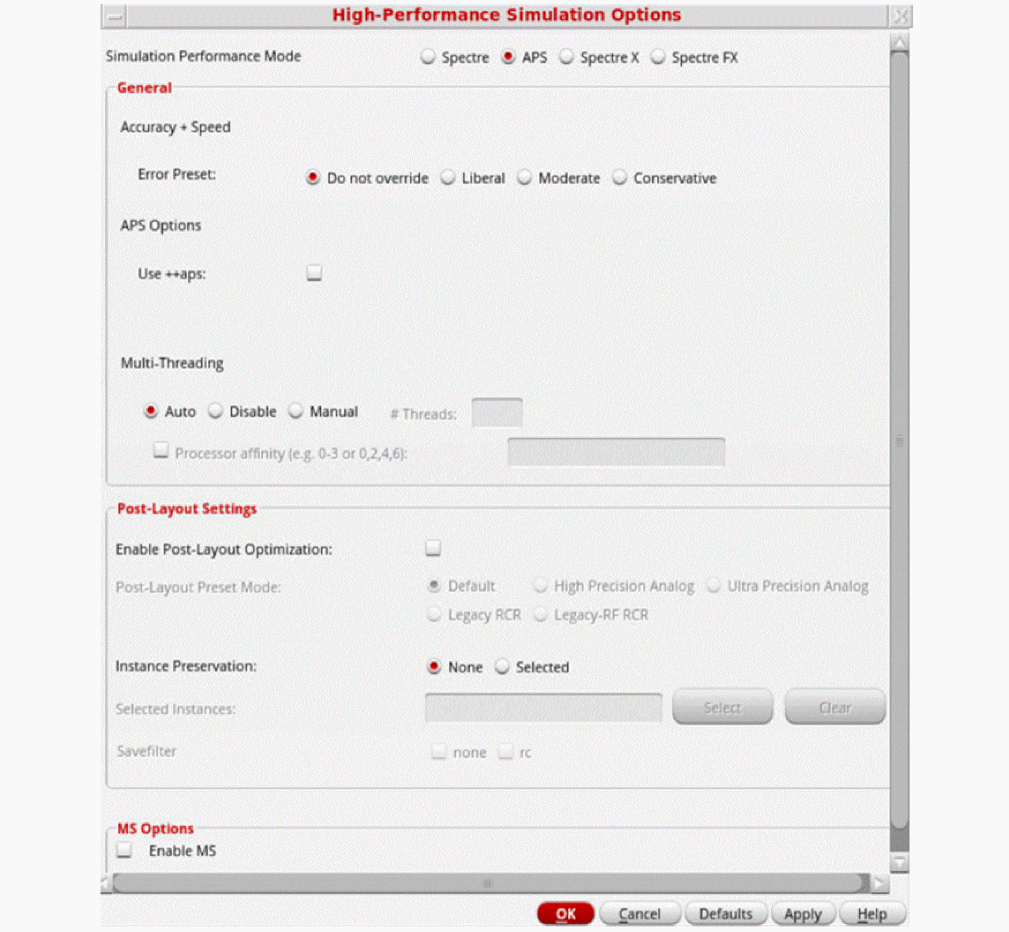 High-Performance Simulation Options
Simulation Performance Mode Spectre APS Spectre X Spectre FX
General
Accuracy + Speed
Error Preset: Do not override Liberal Moderate Conservative
APS Options
Use ++aps:
Multi-Threading
Auto Disable Manual # Threads:
Processor affinity (e.g. 0-3 or 0,2,4,6):
Post-Layout Settings
Enable Post-Layout Optimization:
Post-Layout Preset Mode: Default High Precision Analog Ultra Precision Analog
Legacy RCR Legacy-RF RCR
Instance Preservation: None Selected
Selected Instances: Select Clear
Savefilter none rc
MS Options
Enable MS
OK Cancel Defaults Apply Help